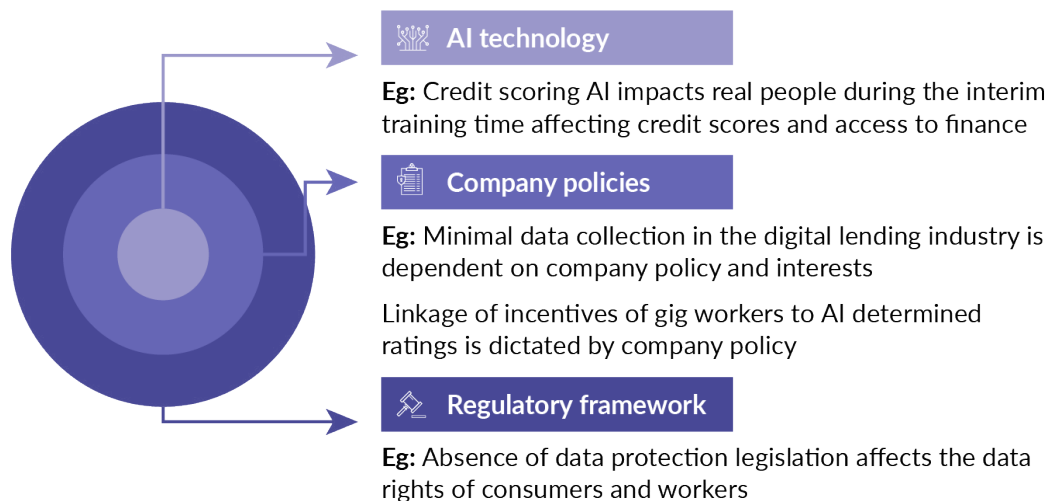 AI technology
Eg: Credit scoring AI impacts real people during the interim
training time affecting credit scores and access to finance
Company policies
Eg: Minimal data collection in the digital lending industry is
dependent on company policy and interests
Linkage of incentives of gig workers to AI determined
ratings is dictated by company policy
Regulatory framework
Eg: Absence of data protection legislation affects the data
rights of consumers and workers